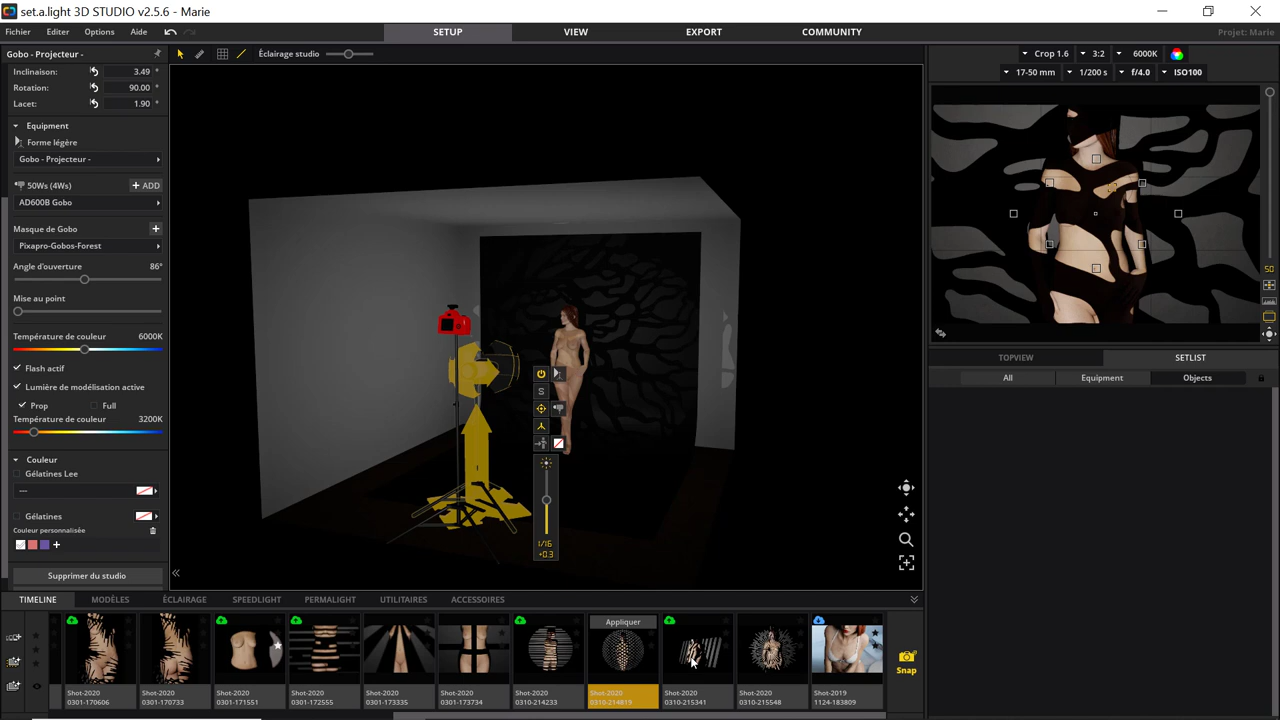 set.a.light 3D STUDIO v2.5.6 - Marie
Fichier Editer Options Aide SETUP VIEW EXPORT COMMUNITY Projet: Marie
Gobo - Projecteur - Éclairage studio
Crop 1.6 3:2 6000K
17-50 mm 1/200 s f/4.0 ISO100
Inclinaison: 3.49 °
Rotation: 90.00 °
Lacet: 1.90 °
Equipment
Forme légère
Gobo - Projecteur -
50Ws (4Ws) + ADD
AD600B Gobo
Masque de Gobo
Pixapro-Gobos-Forest
Angle d'ouverture 86°
Mise au point
Température de couleur 6000K
Flash actif
Lumière de modélisation active
Prop Full
Température de couleur 3200K
Couleur
Gélatines Lee
---
Gélatines
Couleur personnalisée
Supprimer du studio
S
1/16
+0.3
50
TOPVIEW SETLIST
All Equipment Objects
TIMELINE MODÈLES ÉCLAIRAGE SPEEDLIGHT PERMALIGHT UTILITAIRES ACCESSOIRES
Appliquer
Snap
Shot-2020
0301-170606
Shot-2020
0301-170733
Shot-2020
0301-171551
Shot-2020
0301-172555
Shot-2020
0301-173335
Shot-2020
0301-173734
Shot-2020
0310-214233
Shot-2020
0310-214819
Shot-2020
0310-215341
Shot-2020
0310-215548
Shot-2019
1124-183809